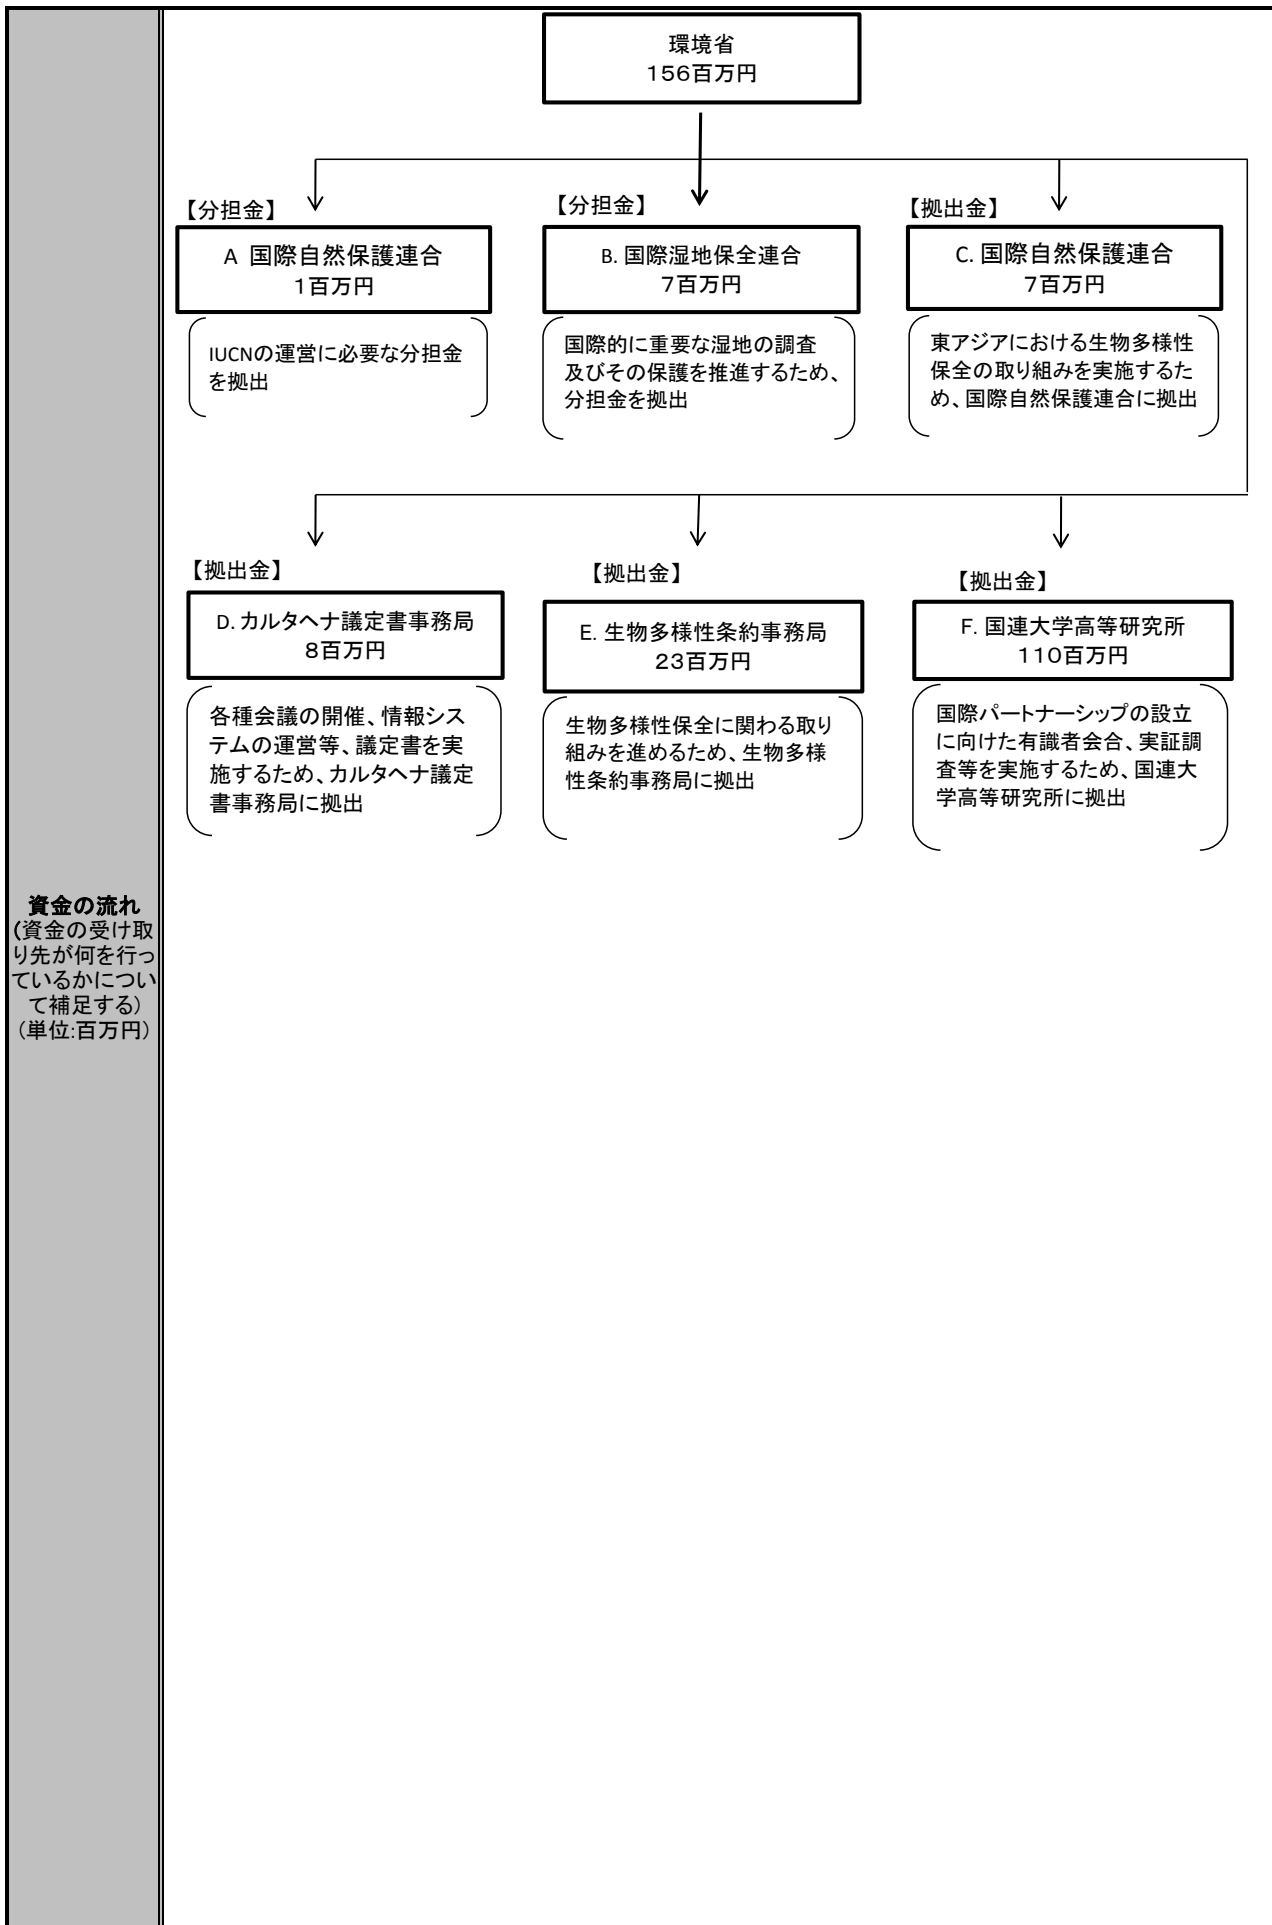 環境省
156百万円
【分担金】
【分担金】
【拠出金】
A 国際自然保護連合
1百万円
B. 国際湿地保全連合
7百万円
C. 国際自然保護連合
7百万円
IUCNの運営に必要な分担金
を拠出
国際的に重要な湿地の調査
及びその保護を推進するため、
分担金を拠出
東アジアにおける生物多様性
保全の取り組みを実施するた
め、国際自然保護連合に拠出
【拠出金】
【拠出金】
【拠出金】
D. カルタヘナ議定書事務局
8百万円
E. 生物多様性条約事務局
23百万円
F. 国連大学高等研究所
110百万円
各種会議の開催、情報シス
テムの運営等、議定書を実
施するため、カルタヘナ議定
書事務局に拠出
生物多様性保全に関わる取り
組みを進めるため、生物多様
性条約事務局に拠出
国際パートナーシップの設立
に向けた有識者会合、実証調
査等を実施するため、国連大
学高等研究所に拠出
資金の流れ
(資金の受け取
り先が何を行っ
ているかについ
て補足する)
(単位:百万円)